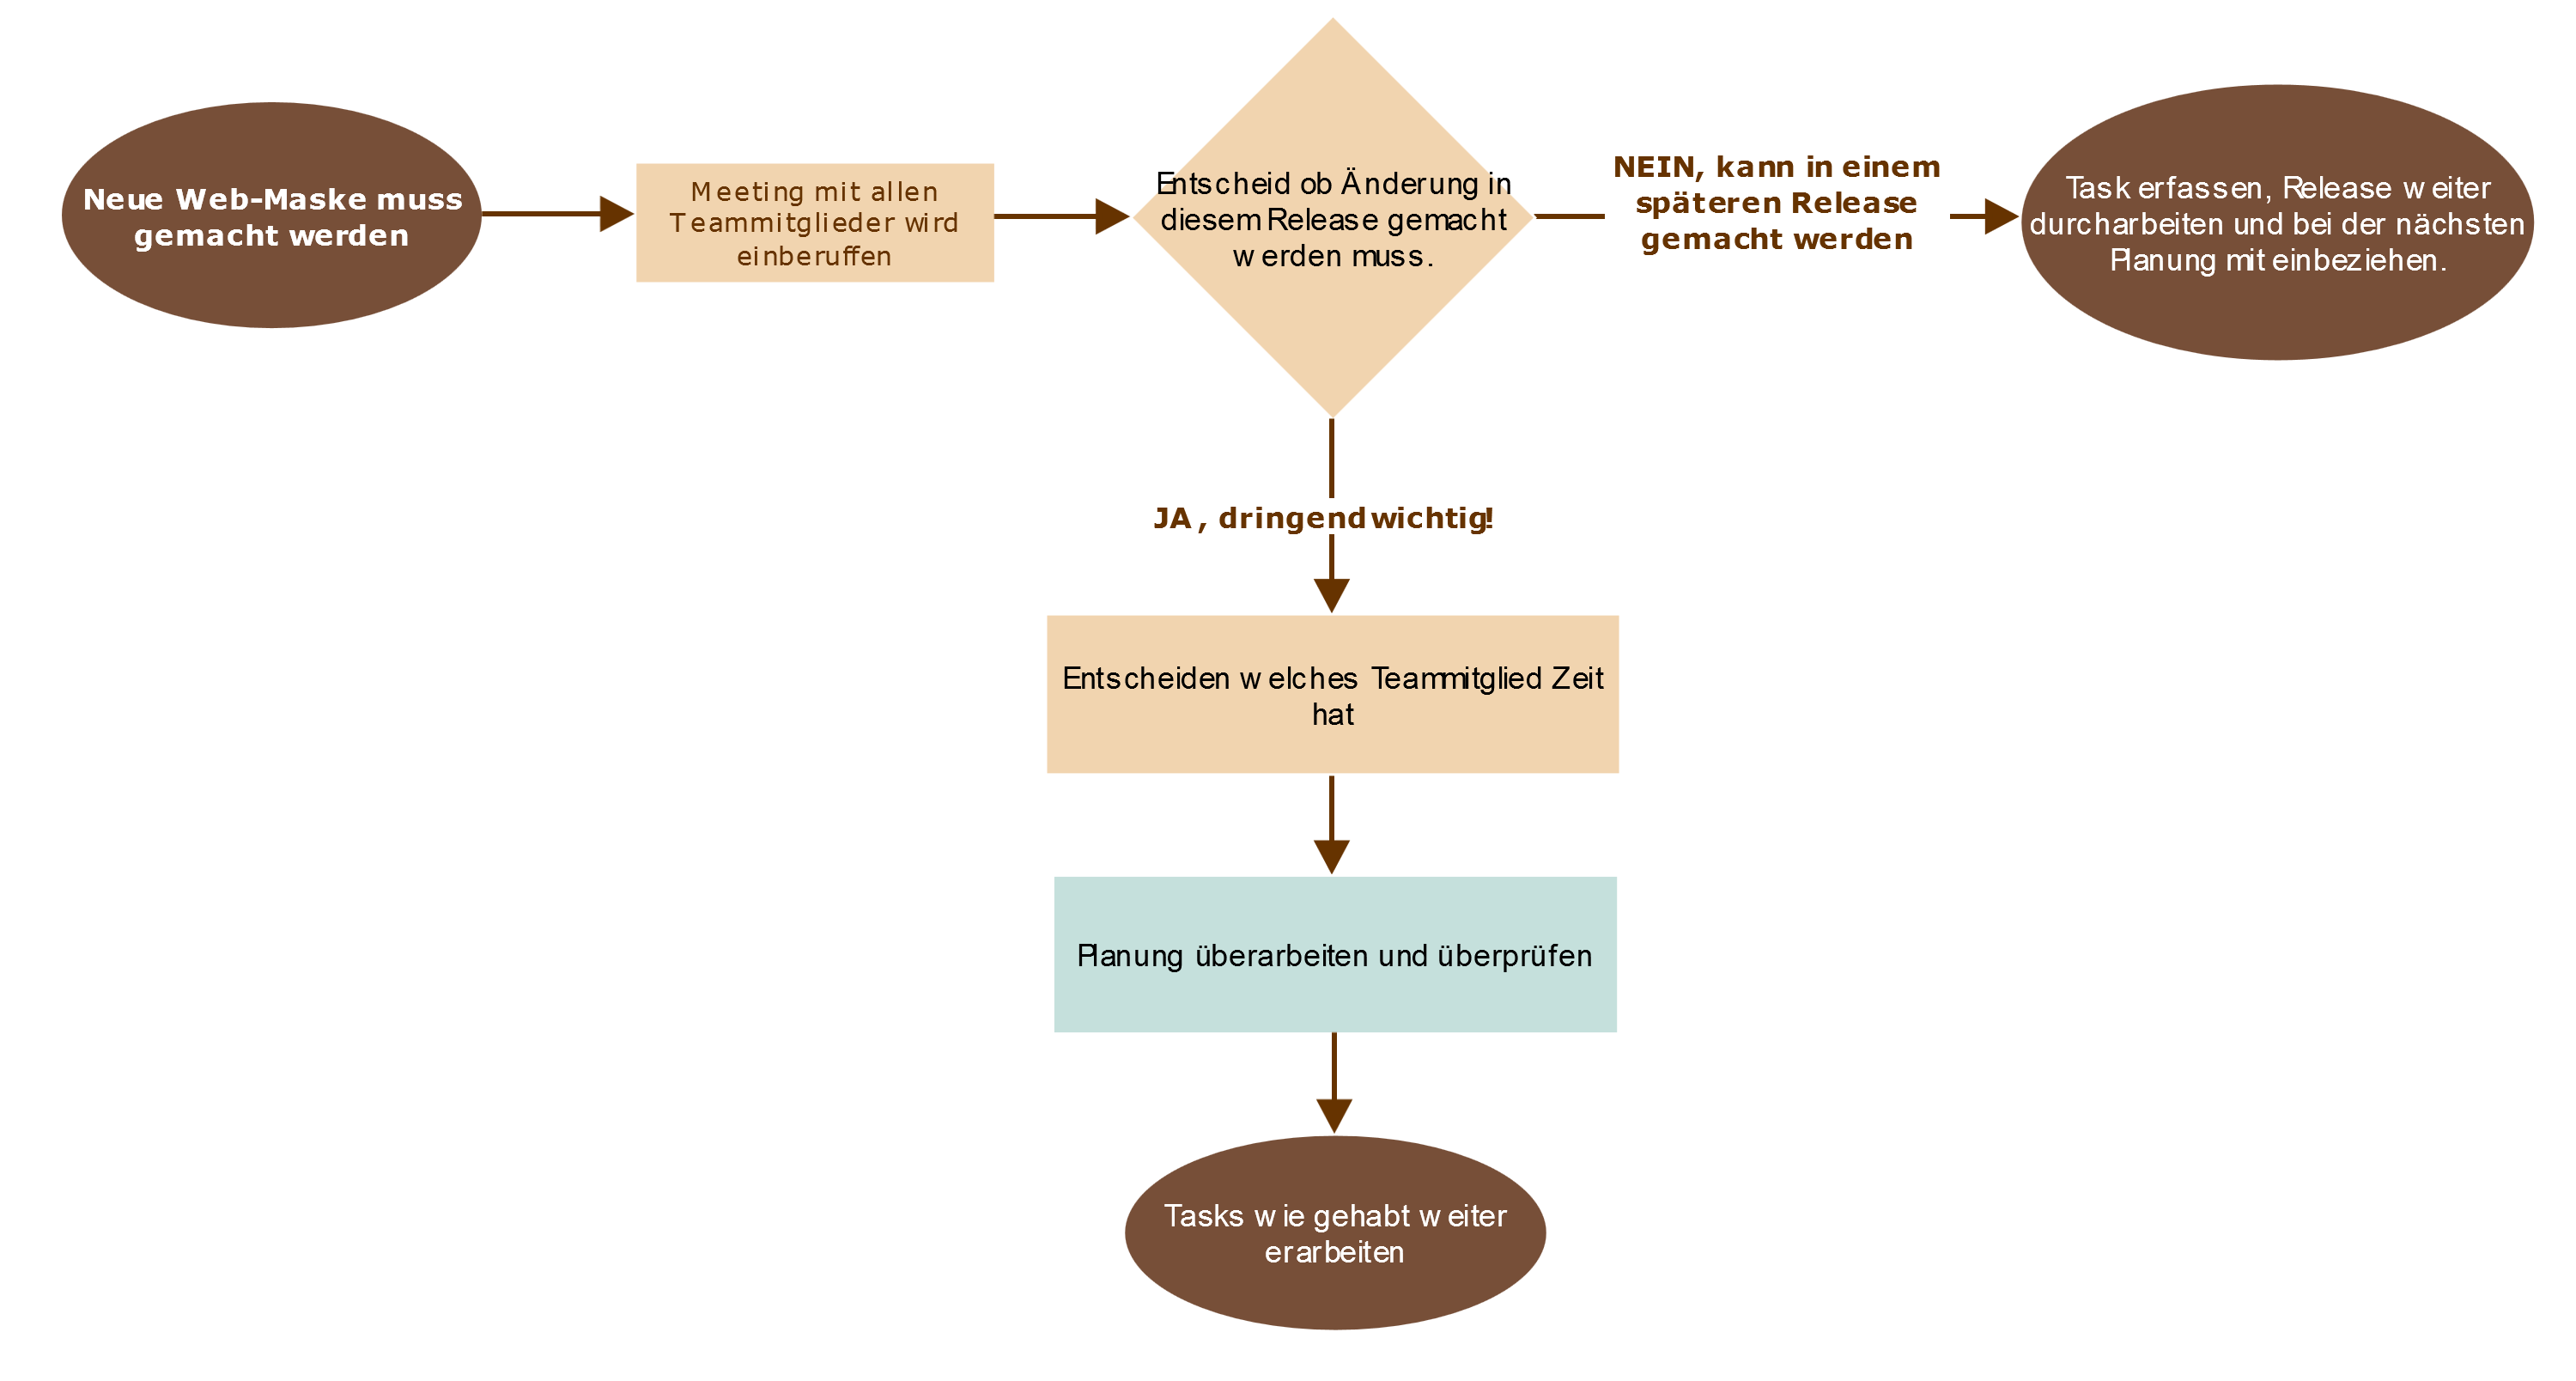 Neue Web-Maske muss
gemacht werden
Meeting mit allen
Teammitglieder wird
einberuffen
Entscheid ob Änderung in
diesem Release gemacht
werden muss.
NEIN, kann in einem
späteren Release
gemacht werden
Task erfassen, Release weiter
durcharbeiten und bei der nächsten
Planung mit einbeziehen.
JA, dringend wichtig!
Entscheiden welches Teammitglied Zeit
hat
Planung überarbeiten und überprüfen
Tasks wie gehabt weiter
erarbeiten